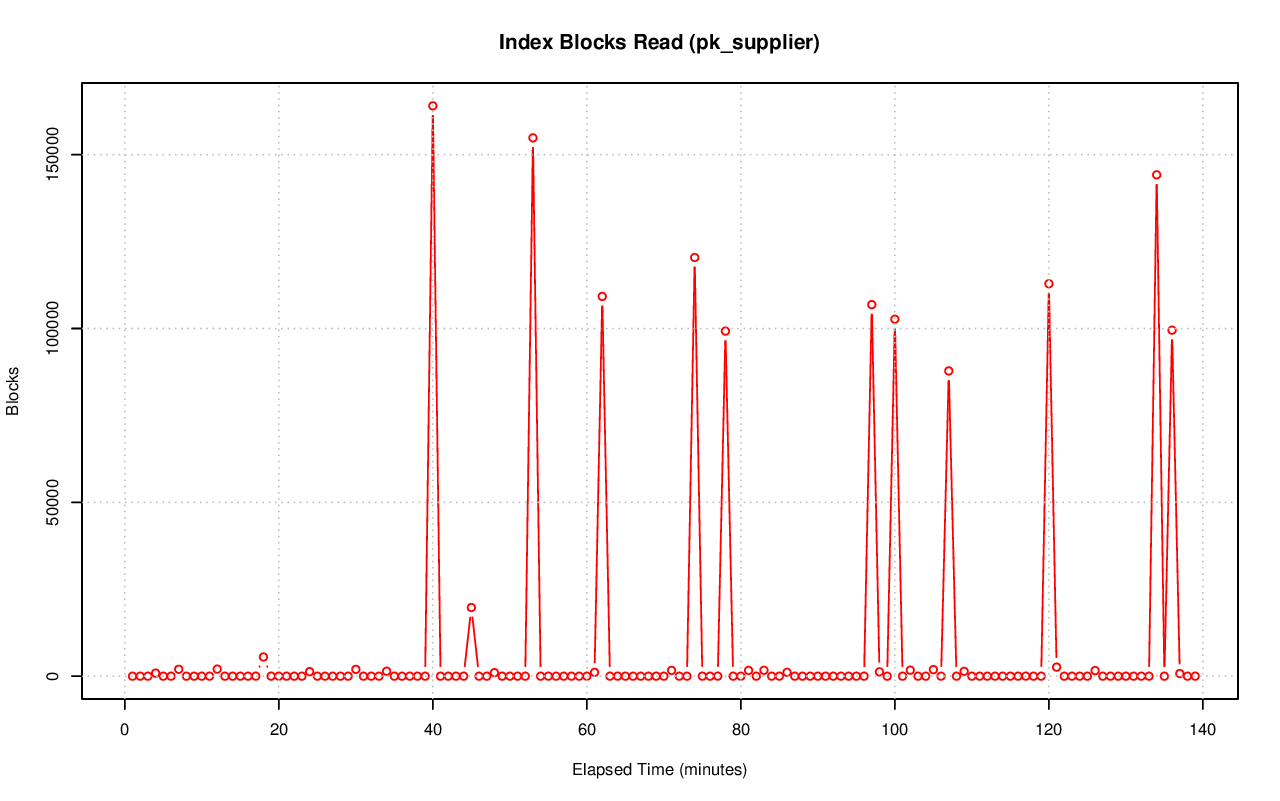 Index Blocks Read (pk_supplier)
Blocks
150000
100000
50000
0
0 20 40 60 80 100 120 140
Elapsed Time (minutes)